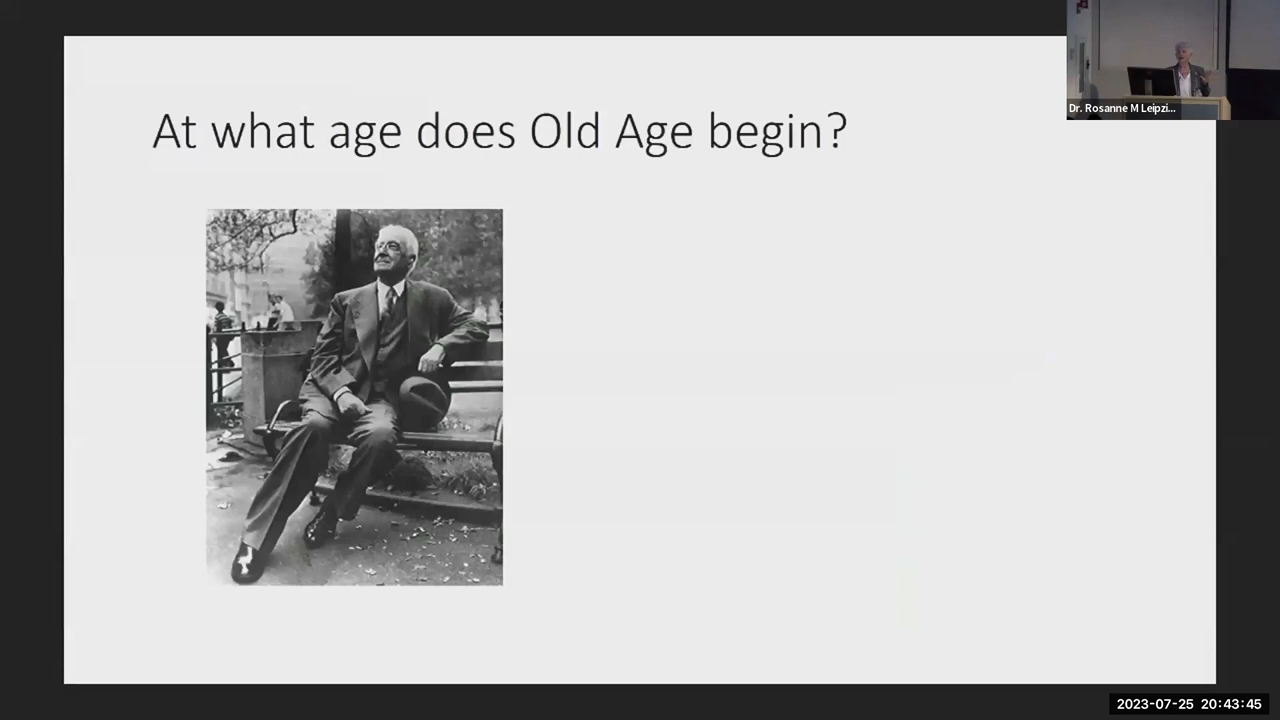 At what age does Old Age begin?
Dr. Rosanne M Leipzi...
2023-07-25 20:43:45